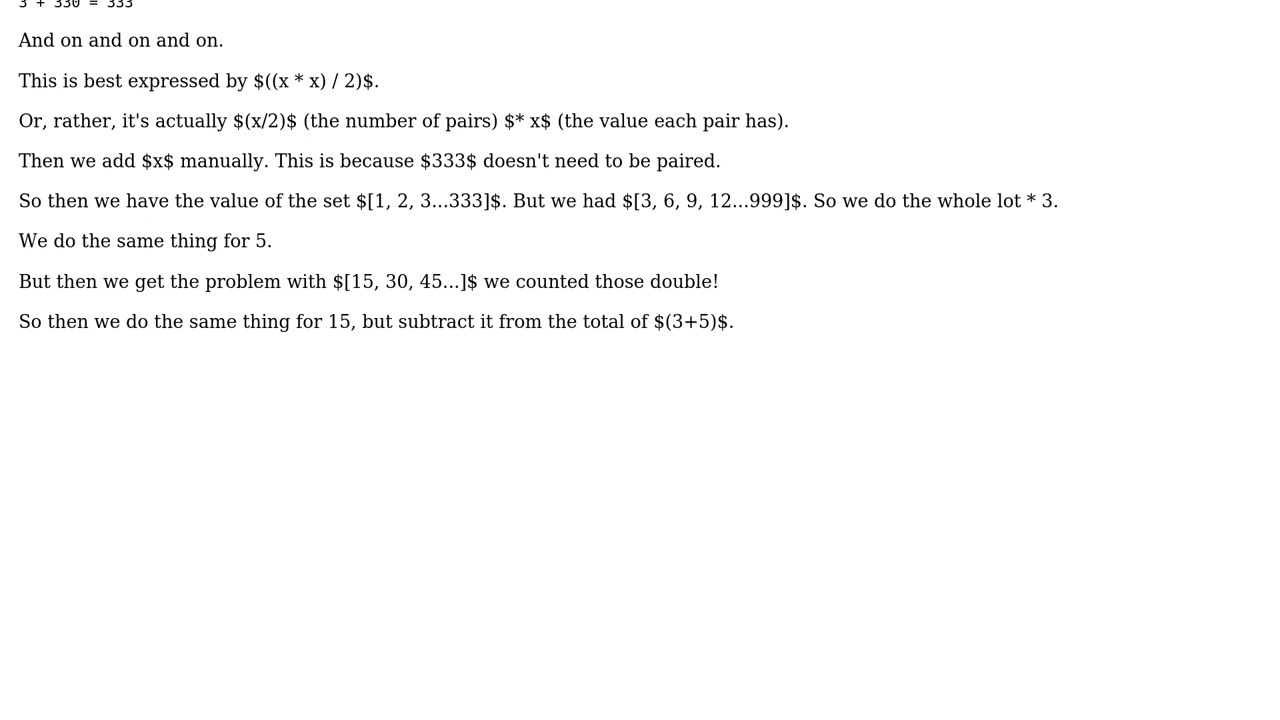 3 + 330 = 333
And on and on and on.
This is best expressed by $((x * x) / 2)$.
Or, rather, it's actually $(x/2)$ (the number of pairs) $* x$ (the value each pair has).
Then we add $x$ manually. This is because $333$ doesn't need to be paired.
So then we have the value of the set $[1, 2, 3...333]$. But we had $[3, 6, 9, 12...999]$. So we do the whole lot * 3.
We do the same thing for 5.
But then we get the problem with $[15, 30, 45...]$ we counted those double!
So then we do the same thing for 15, but subtract it from the total of $(3+5)$.